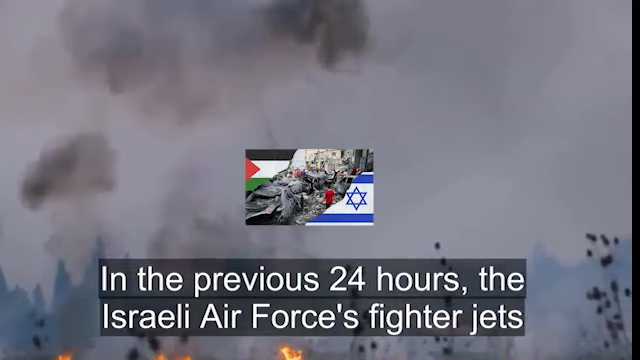 In the previous 24 hours, the
Israeli Air Force's fighter jets